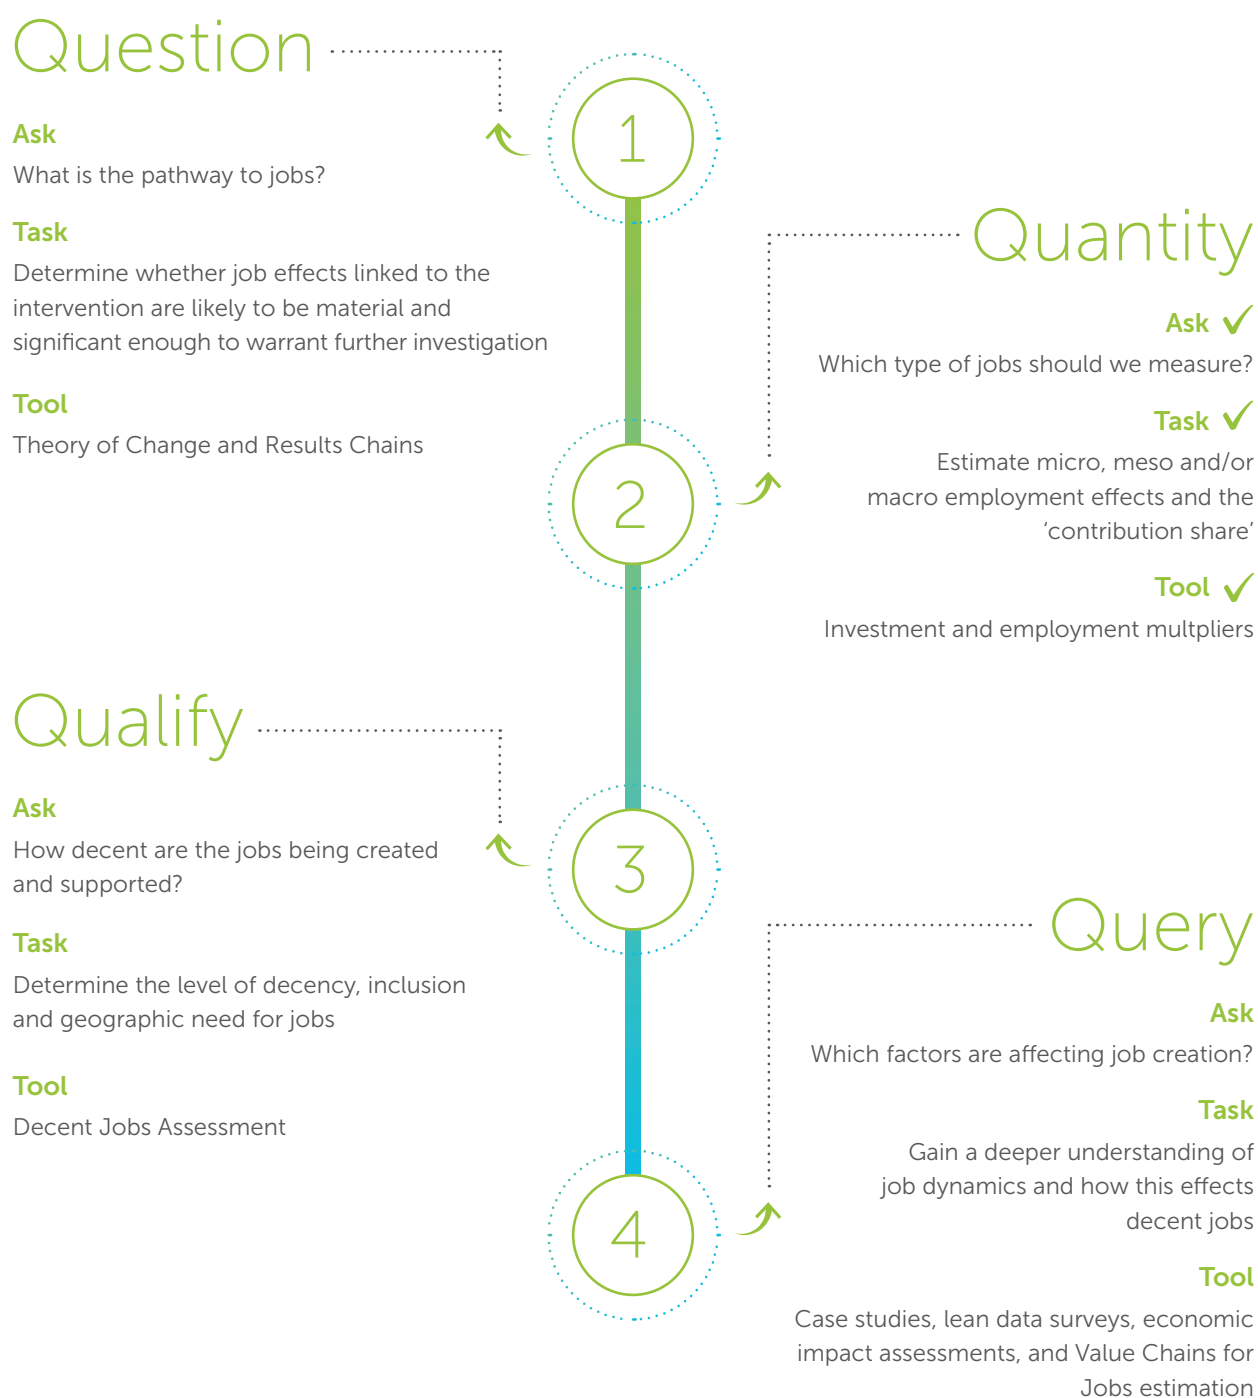 Question
1
Ask
What is the pathway to jobs?
Task
Determine whether job effects linked to the
intervention are likely to be material and
significant enough to warrant further investigation
Tool
Theory of Change and Results Chains
Quantity
2
Ask
Which type of jobs should we measure?
Task
Estimate micro, meso and/or
macro employment effects and the
‘contribution share’
Tool
Investment and employment multpliers
Qualify
3
Ask
How decent are the jobs being created
and supported?
Task
Determine the level of decency, inclusion
and geographic need for jobs
Tool
Decent Jobs Assessment
Query
4
Ask
Which factors are affecting job creation?
Task
Gain a deeper understanding of
job dynamics and how this effects
decent jobs
Tool
Case studies, lean data surveys, economic
impact assessments, and Value Chains for
Jobs estimation